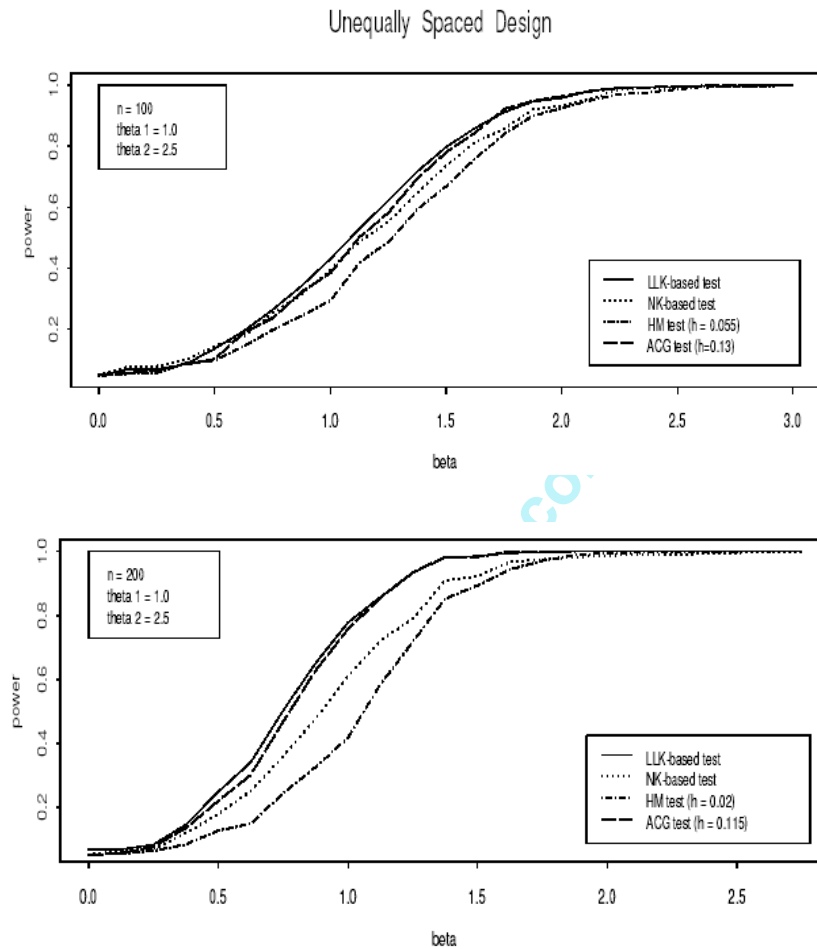 Unequally Spaced Design
n = 100
theta 1 = 1.0
theta 2 = 2.5
power
1.0
0.8
0.6
0.4
0.2
LLK-based test
NK-based test
HM test (h = 0.055)
ACG test (h=0.13)
0.0 0.5 1.0 1.5 2.0 2.5 3.0
beta
co
n = 200
theta 1 = 1.0
theta 2 = 2.5
power
1.0
0.8
0.6
0.4
0.2
LLK-based test
NK-based test
HM test (h = 0.02)
ACG test (h = 0.115)
0.0 0.5 1.0 1.5 2.0 2.5
beta